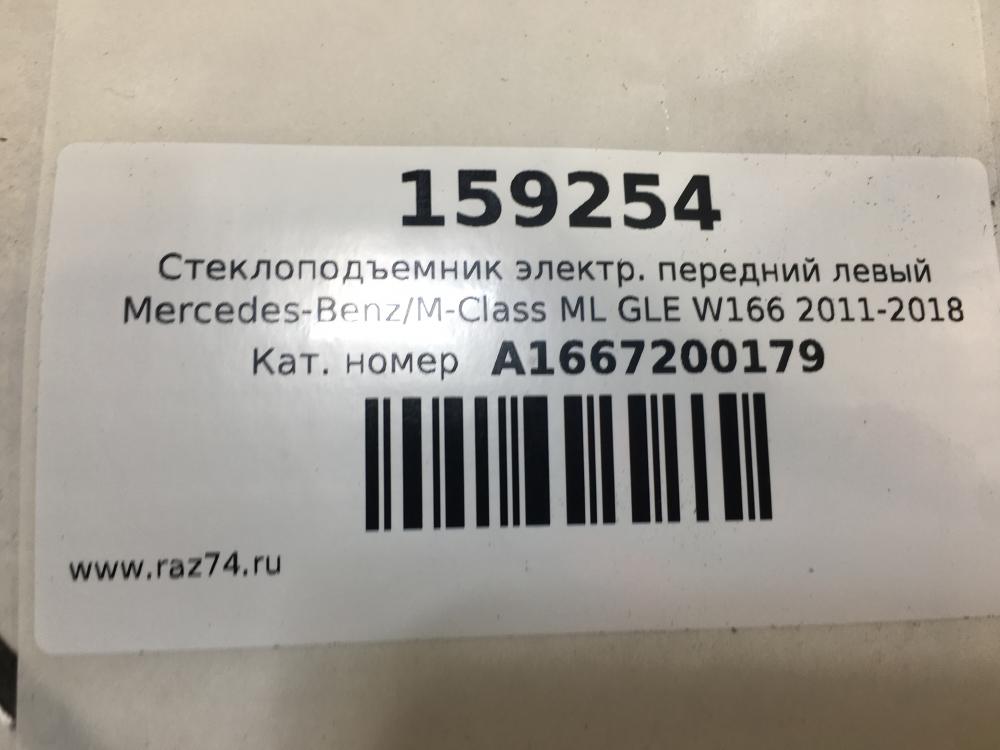 159254
Стеклоподъемник электр. передний левый
Mercedes-Benz/M-Class ML GLE W166 2011-2018
Кат. номер A1667200179
www.raz74.ru